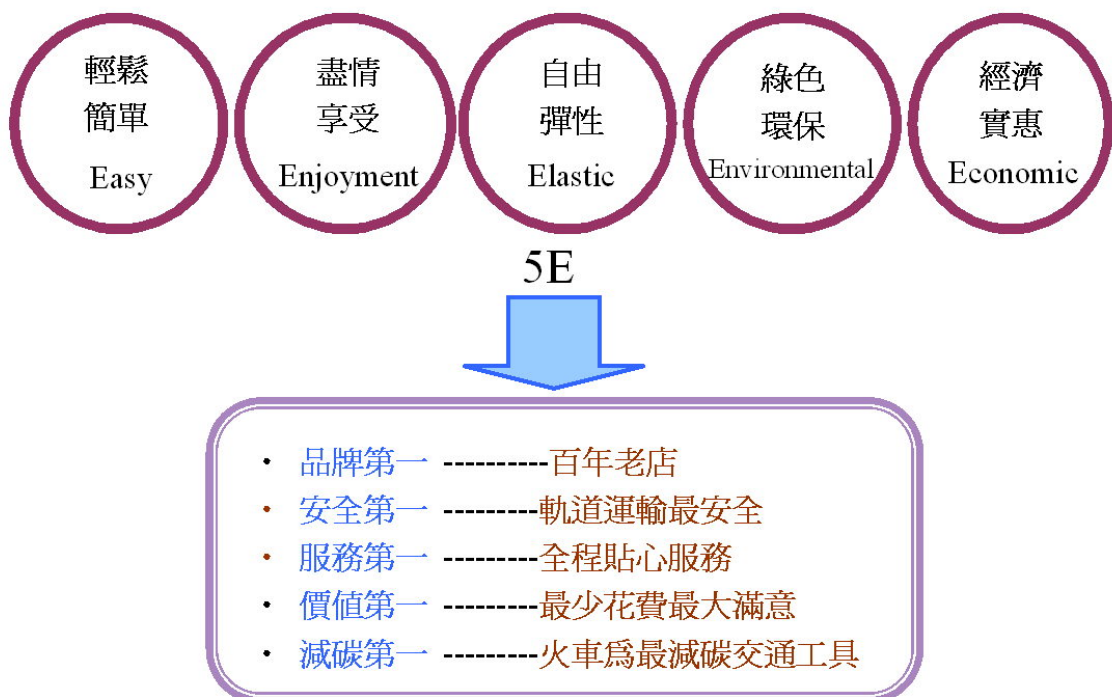 輕鬆
簡單
Easy
盡情
享受
Enjoyment
自由
彈性
Elastic
綠色
環保
Environmental
經濟
實惠
Economic
5E
• 品牌第一 ----------百年老店
• 安全第一 ---------軌道運輸最安全
• 服務第一 ---------全程貼心服務
• 價值第一 ---------最少花費最大滿意
• 減碳第一 ---------火車為最減碳交通工具